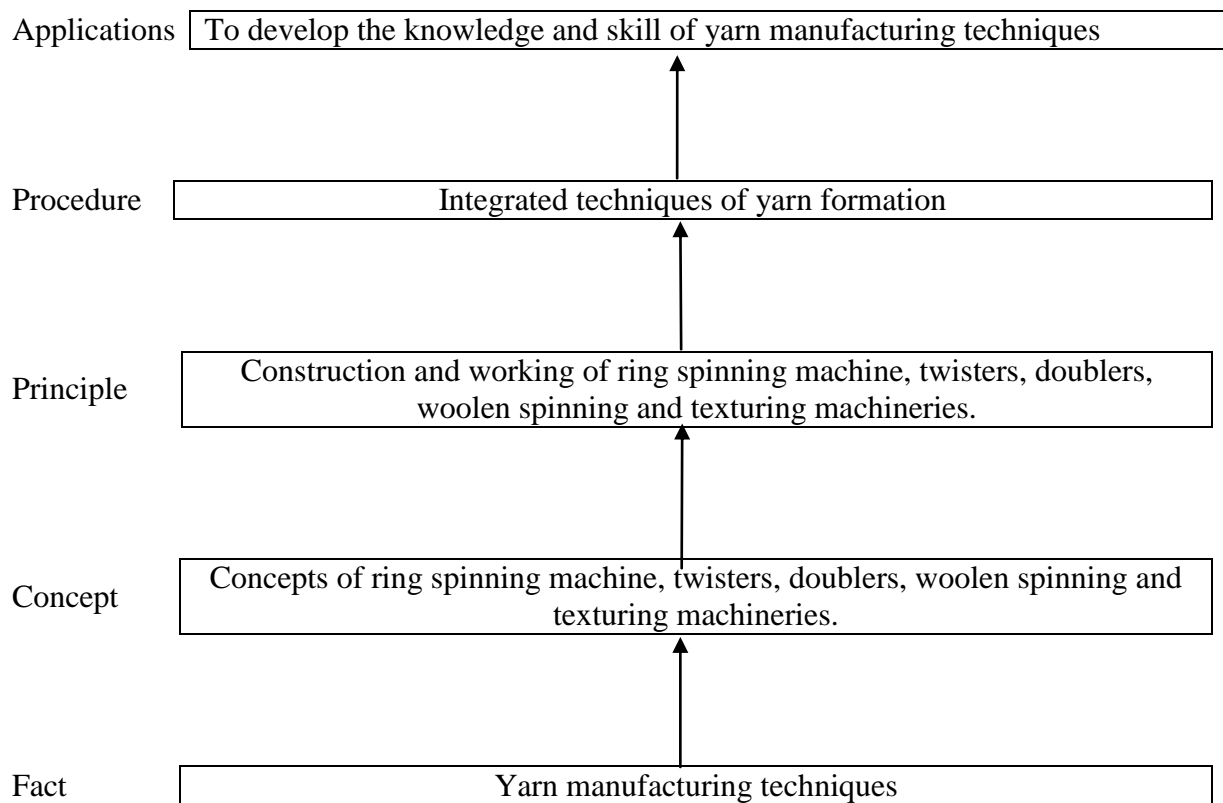 Applications To develop the knowledge and skill of yarn manufacturing techniques
Procedure Integrated techniques of yarn formation
Principle Construction and working of ring spinning machine, twisters, doublers,
woolen spinning and texturing machineries.
Concept Concepts of ring spinning machine, twisters, doublers, woolen spinning and
texturing machineries.
Fact Yarn manufacturing techniques